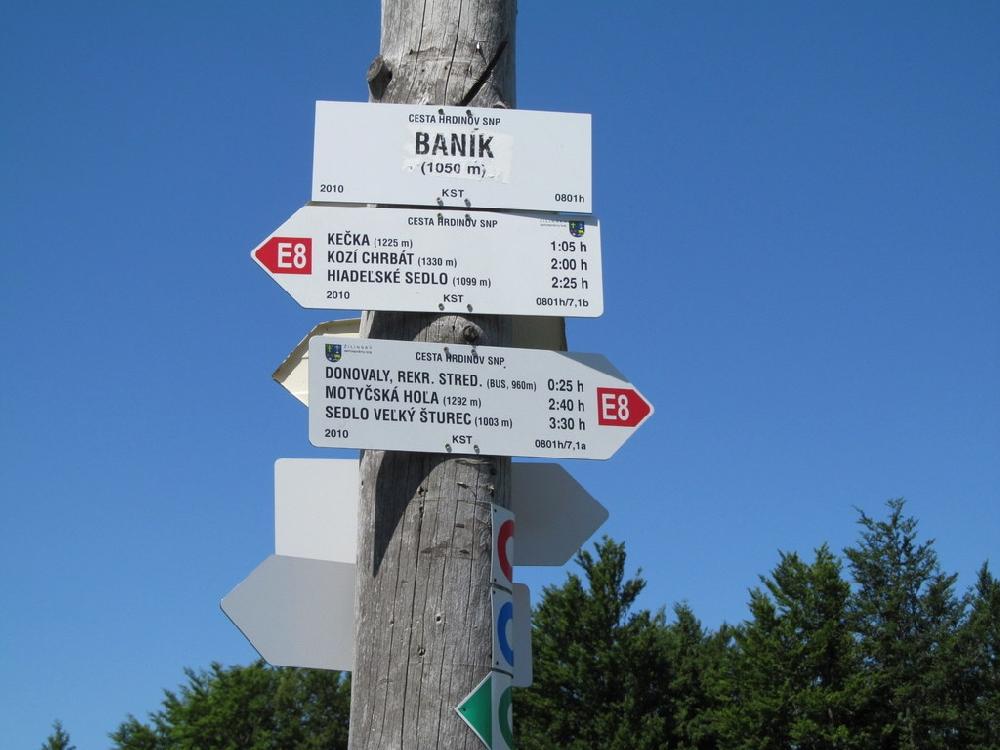 CESTA HRDINOV SNP
BANÍK
(1050 m)
2010 KST 0801h
CESTA HRDINOV SNP
E8
KEČKA (1225 m) 1:05 h
KOZÍ CHRBÁT (1330 m) 2:00 h
HIADEĽSKÉ SEDLO (1099 m) 2:25 h
2010 KST 0801h/7,1b
ŽILINSKÝ
CESTA HRDINOV SNP
DONOVALY, REKR. STRED. (BUS, 960m) 0:25 h
MOTYČSKÁ HOĽA (1292 m) 2:40 h
SEDLO VEĽKÝ ŠTUREC (1003 m) 3:30 h
E8
2010 KST 0801h/7,1a